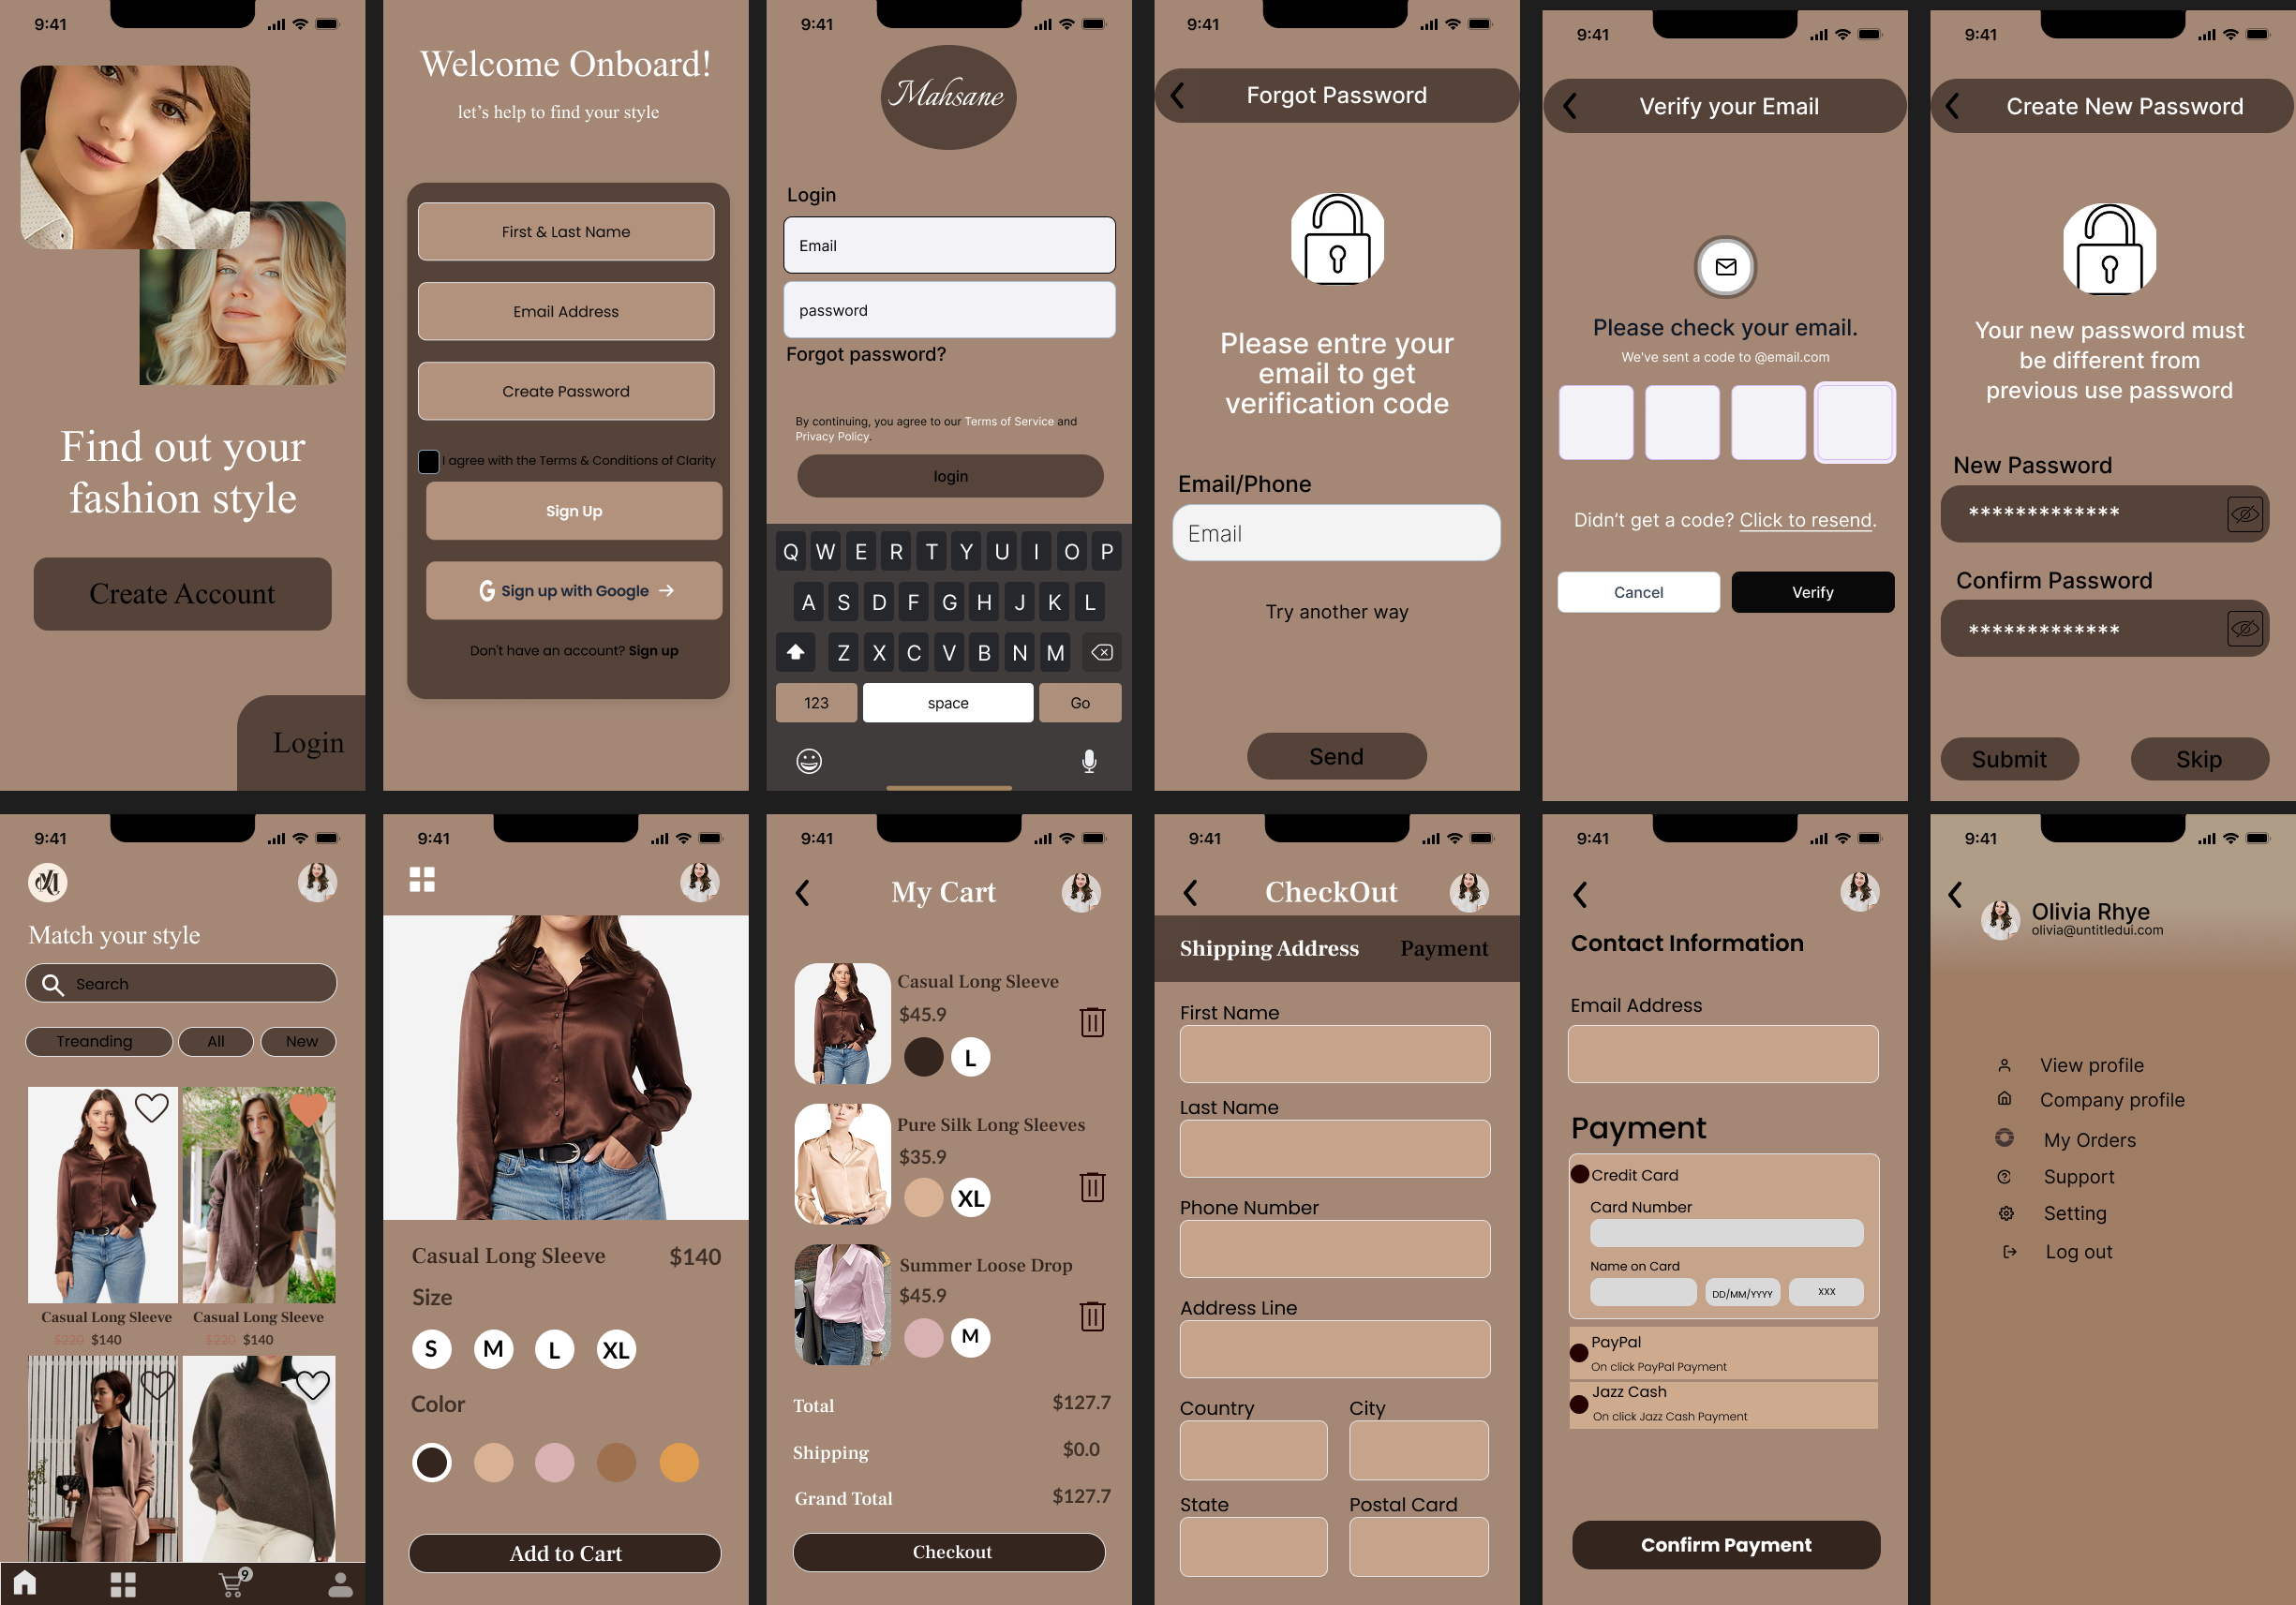 9:41
Find out your
fashion style
Create Account
Login
Welcome Onboard!
let's help to find your style
First & Last Name
Email Address
Create Password
I agree with the Terms & Conditions of Clarity
Sign Up
G Sign up with Google →
Don't have an account? Sign up
9:41
Mahsane
Login
Email
password
Forgot password?
By continuing, you agree to our Terms of Service and
Privacy Policy.
login
Q W E R T Y U I O P
A S D F G H J K L
Z X C V B N M
123 space Go
9:41
Forgot Password
Please entre your
email to get
verification code
Email/Phone
Email
Try another way
Send
9:41
Verify your Email
Please check your email.
We've sent a code to @email.com
Didn't get a code? Click to resend.
Cancel Verify
9:41
Create New Password
Your new password must
be different from
previous use password
New Password
*************
Confirm Password
*************
Submit Skip
9:41
Match your style
Search
Treanding All New
Casual Long Sleeve Casual Long Sleeve
$220 $140 $220 $140
9
9:41
Casual Long Sleeve $140
Size
S M L XL
Color
Add to Cart
9:41
My Cart
Casual Long Sleeve
$45.9
L
Pure Silk Long Sleeves
$35.9
XL
Summer Loose Drop
$45.9
M
Total $127.7
Shipping $0.0
Grand Total $127.7
Checkout
9:41
CheckOut
Shipping Address Payment
First Name
Last Name
Phone Number
Address Line
Country City
State Postal Card
9:41
Contact Information
Email Address
Payment
Credit Card
Card Number
Name on Card
DD/MM/YYYY XXX
PayPal
On click PayPal Payment
Jazz Cash
On click Jazz Cash Payment
Confirm Payment
9:41
Olivia Rhye
olivia@untitledui.com
View profile
Company profile
My Orders
Support
Setting
Log out